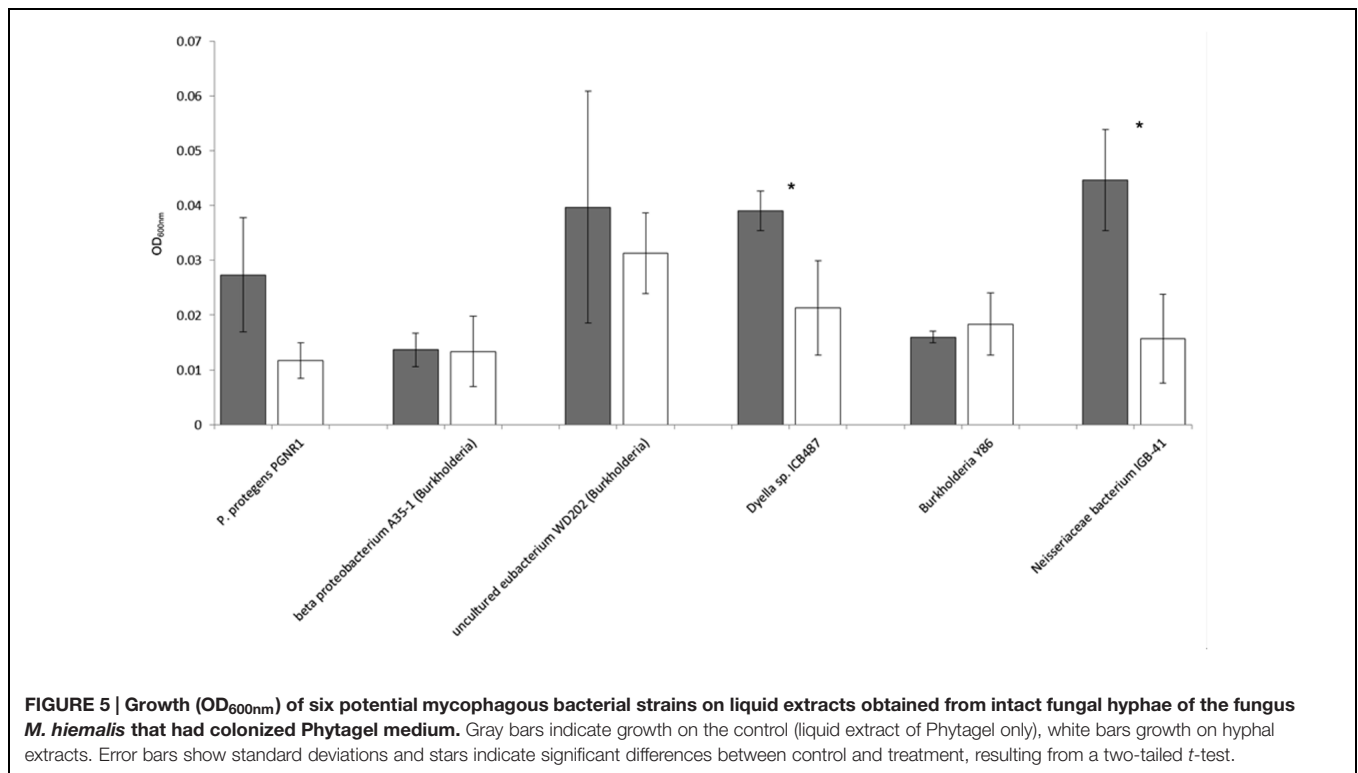 0.07
0.06
0.05
0.04
0.03
0.02
0.01
0
OD600nm
*
*
P. protegens PGNR1
beta proteobacterium A35-1 (Burkholderia)
uncultured eubacterium WD202 (Burkholderia)
Dyella sp. ICB487
Burkholderia Y86
Neisseriaceae bacterium IGB-41
FIGURE 5 | Growth (OD600nm) of six potential mycophagous bacterial strains on liquid extracts obtained from intact fungal hyphae of the fungus
M. hiemalis that had colonized Phytagel medium. Gray bars indicate growth on the control (liquid extract of Phytagel only), white bars growth on hyphal
extracts. Error bars show standard deviations and stars indicate significant differences between control and treatment, resulting from a two-tailed t-test.